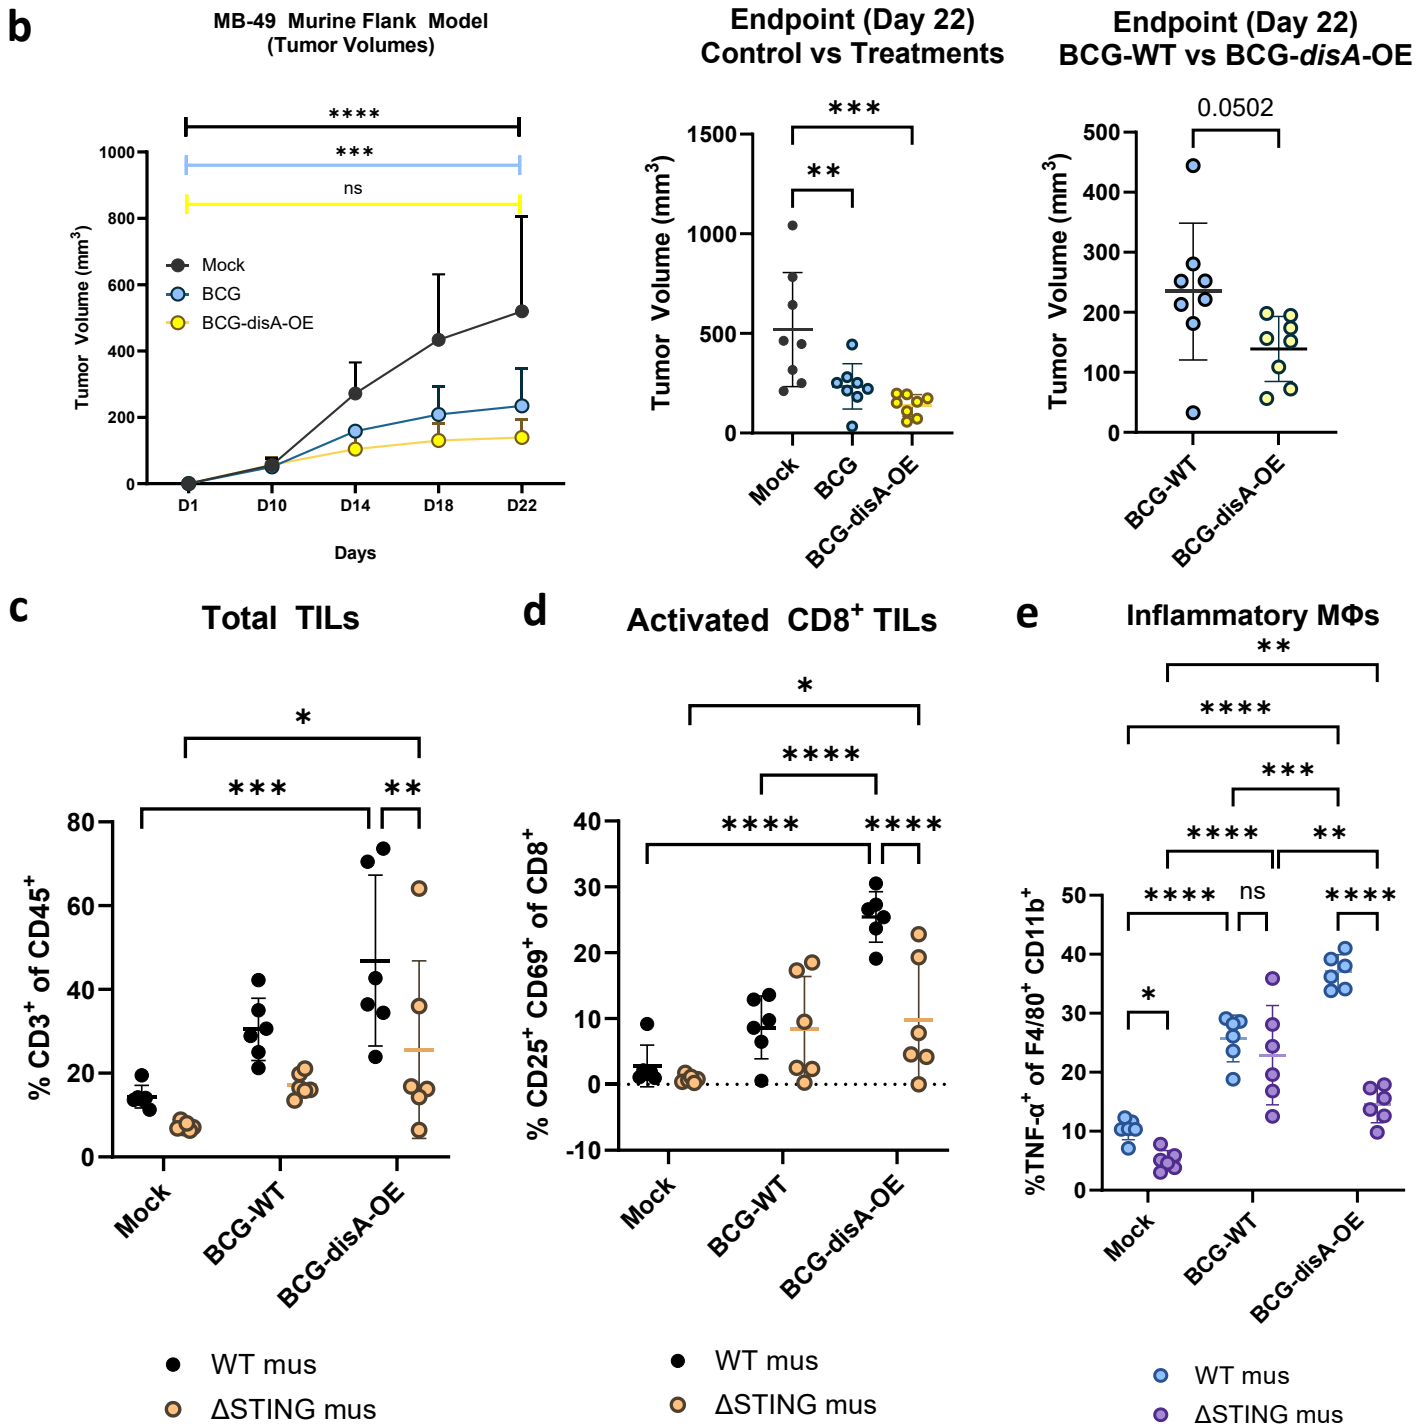 b
MB-49 Murine Flank Model
(Tumor Volumes)
****
***
ns
1000
800
600
400
200
0
Tumor Volume (mm³)
Mock
BCG
BCG-disA-OE
D1 D10 D14 D18 D22
Days
Endpoint (Day 22)
Control vs Treatments
***
**
1500
1000
500
0
Tumor Volume (mm³)
Mock
BCG
BCG-disA-OE
Endpoint (Day 22)
BCG-WT vs BCG-disA-OE
0.0502
500
400
300
200
100
0
Tumor Volume (mm³)
BCG-WT
BCG-disA-OE
c
Total TILs
*
***
**
80
60
40
20
0
% CD3⁺ of CD45⁺
Mock
BCG-WT
BCG-disA-OE
WT mus
ΔSTING mus
d
Activated CD8⁺ TILs
*
****
**** ****
40
30
20
10
0
-10
% CD25⁺ CD69⁺ of CD8⁺
Mock
BCG-WT
BCG-disA-OE
WT mus
ΔSTING mus
e
Inflammatory MΦs
**
****
***
**** **
**** ns ****
*
50
40
30
20
10
0
%TNF-α⁺ of F4/80⁺ CD11b⁺
Mock
BCG-WT
BCG-disA-OE
WT mus
ΔSTING mus